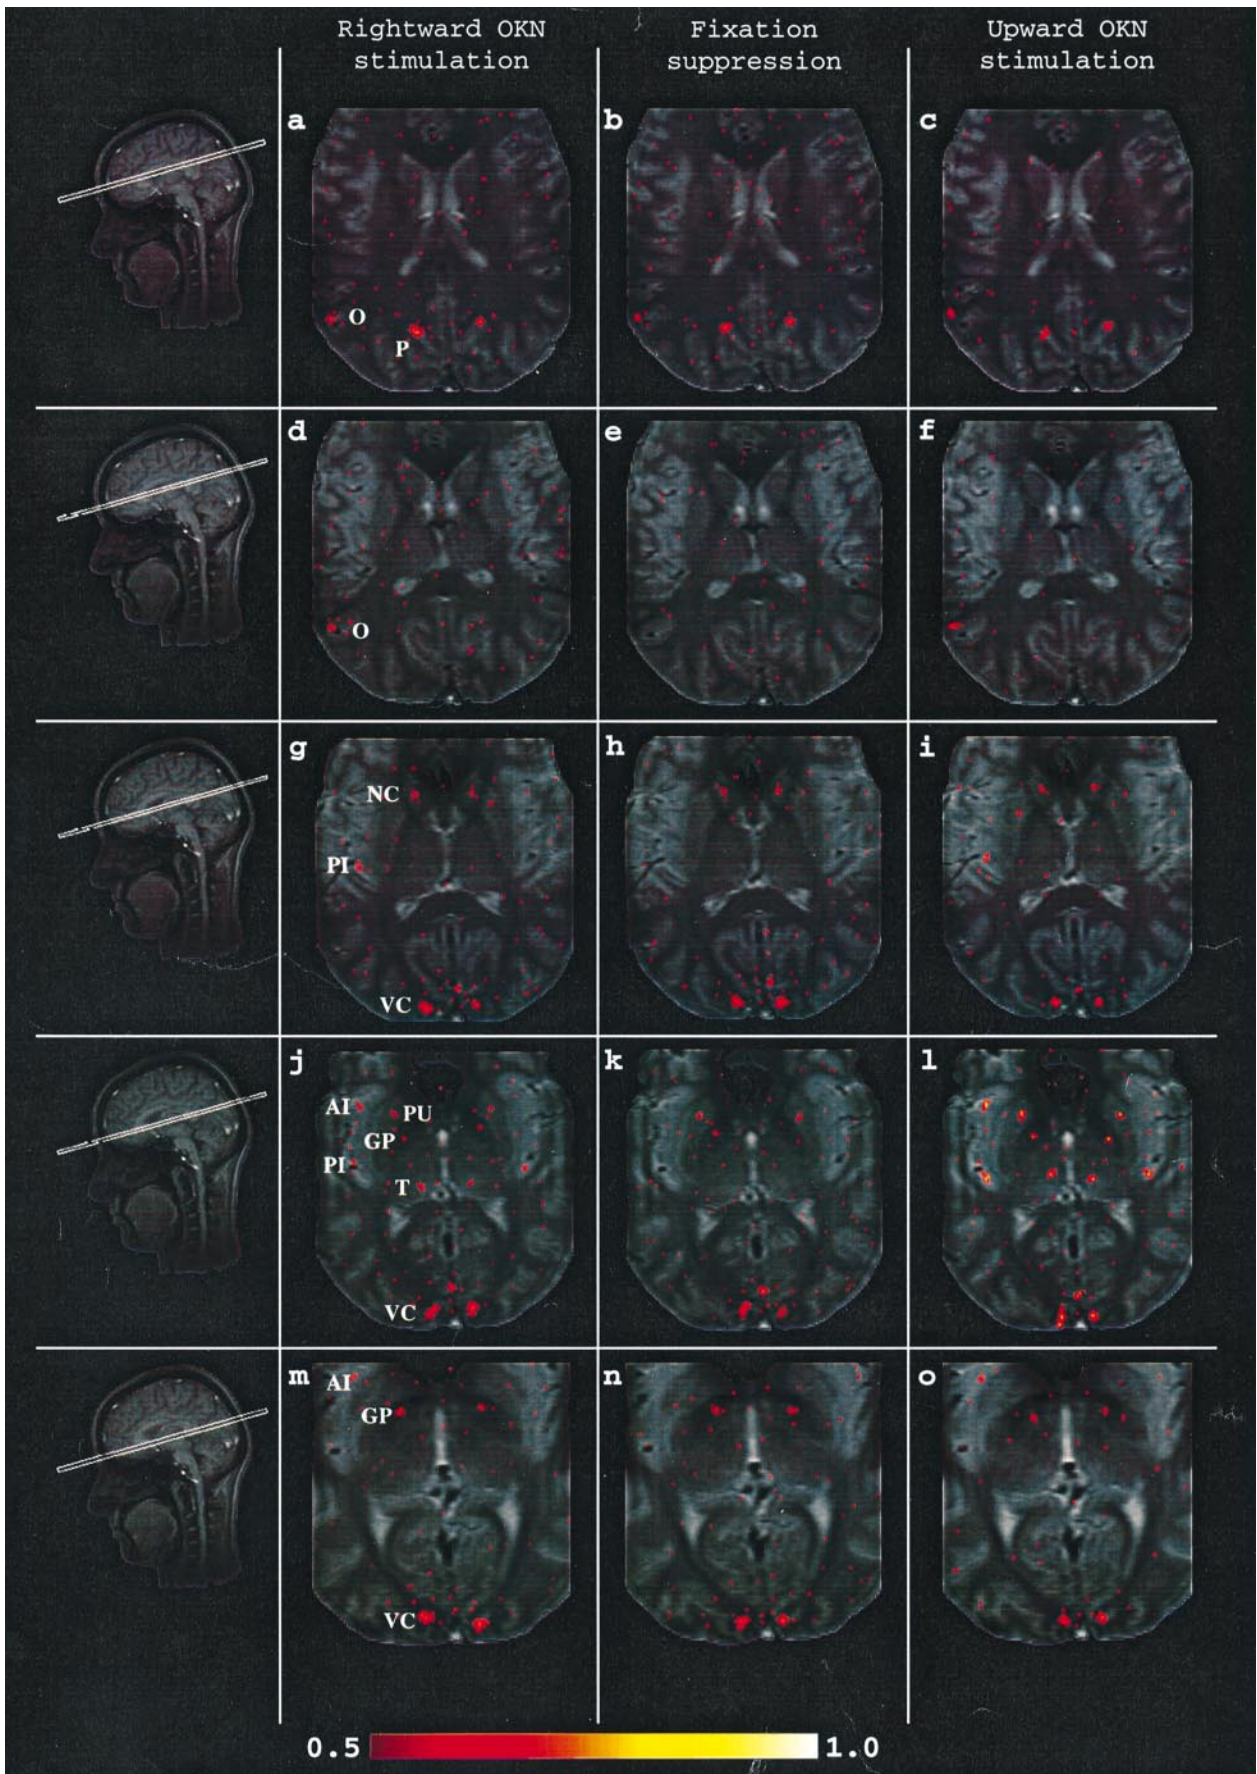 Rightward OKN
stimulation
Fixation
suppression
Upward OKN
stimulation
a
O
P
b
c
d
O
e
f
g
NC
PI
VC
h
i
j
AI
PU
GP
PI
T
VC
k
l
m
AI
GP
VC
n
o
0.5
1.0